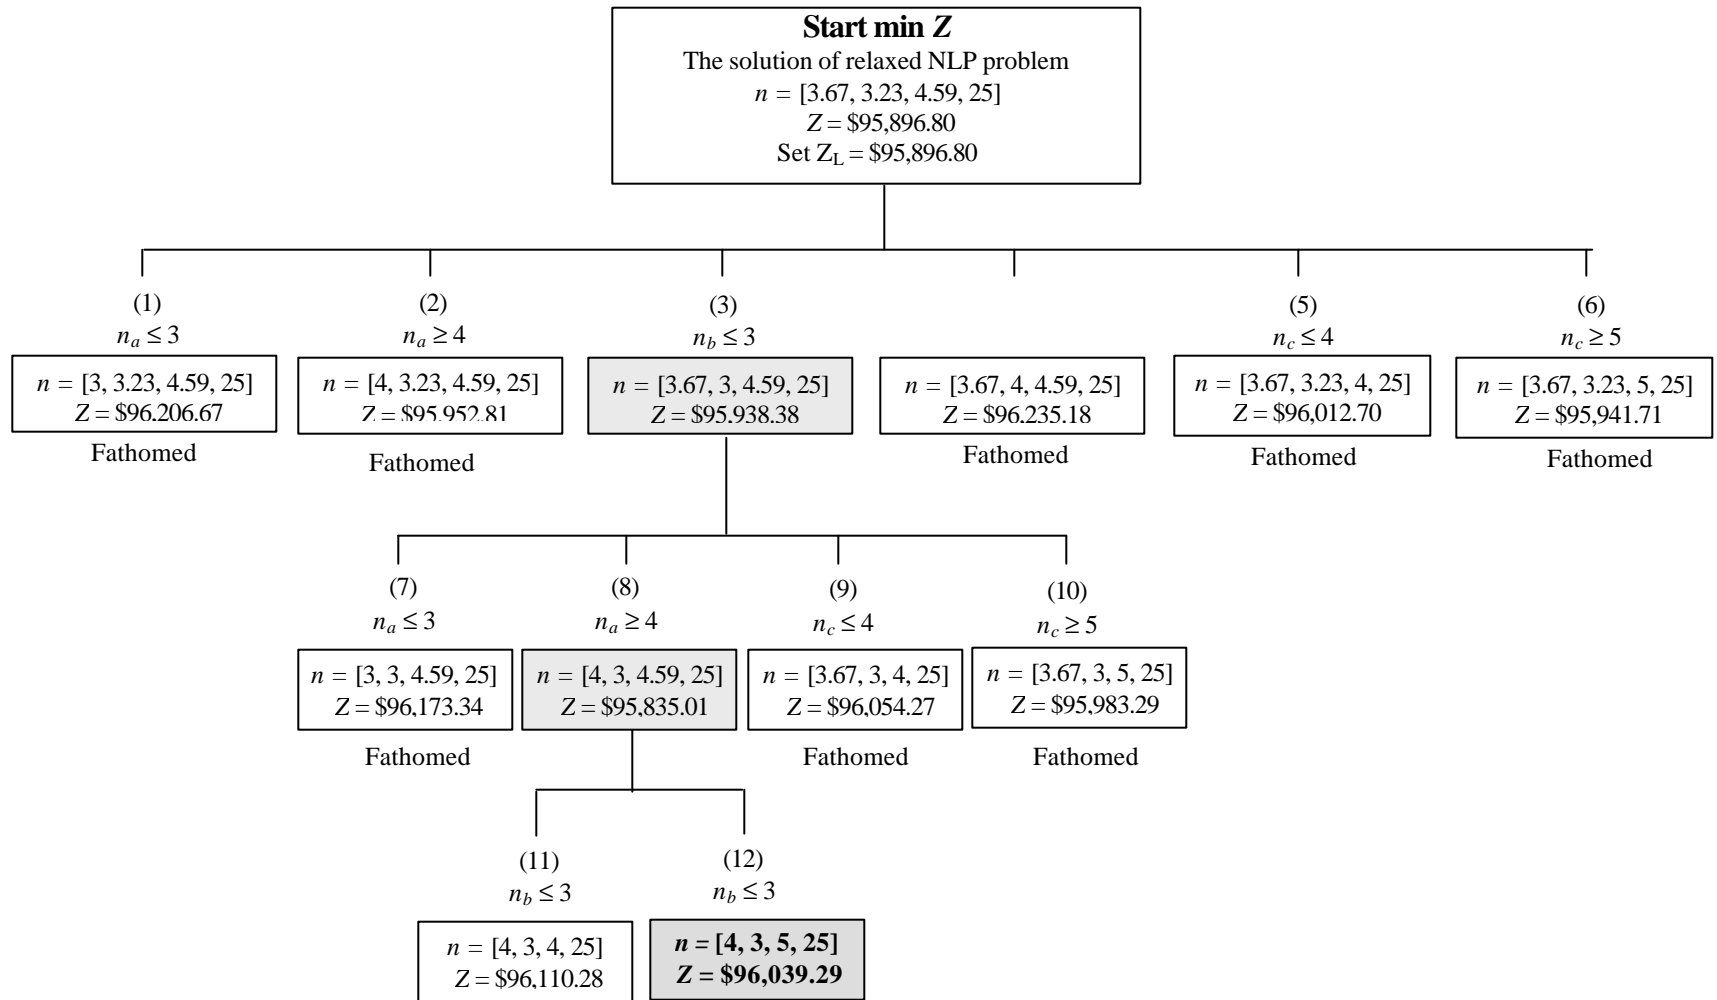 Start min Z
The solution of relaxed NLP problem
n = [3.67, 3.23, 4.59, 25]
Z = $95,896.80
Set Z_L = $95,896.80
(1)
n_a ≤ 3
n = [3, 3.23, 4.59, 25]
Z = $96,206.67
Fathomed
(2)
n_a ≥ 4
n = [4, 3.23, 4.59, 25]
Z = $95,952.81
Fathomed
(3)
n_b ≤ 3
n = [3.67, 3, 4.59, 25]
Z = $95,938.38
n = [3.67, 4, 4.59, 25]
Z = $96,235.18
Fathomed
(5)
n_c ≤ 4
n = [3.67, 3.23, 4, 25]
Z = $96,012.70
Fathomed
(6)
n_c ≥ 5
n = [3.67, 3.23, 5, 25]
Z = $95,941.71
Fathomed
(7)
n_a ≤ 3
n = [3, 3, 4.59, 25]
Z = $96,173.34
Fathomed
(8)
n_a ≥ 4
n = [4, 3, 4.59, 25]
Z = $95,835.01
(9)
n_c ≤ 4
n = [3.67, 3, 4, 25]
Z = $96,054.27
Fathomed
(10)
n_c ≥ 5
n = [3.67, 3, 5, 25]
Z = $95,983.29
Fathomed
(11)
n_b ≤ 3
n = [4, 3, 4, 25]
Z = $96,110.28
(12)
n_b ≤ 3
n = [4, 3, 5, 25]
Z = $96,039.29